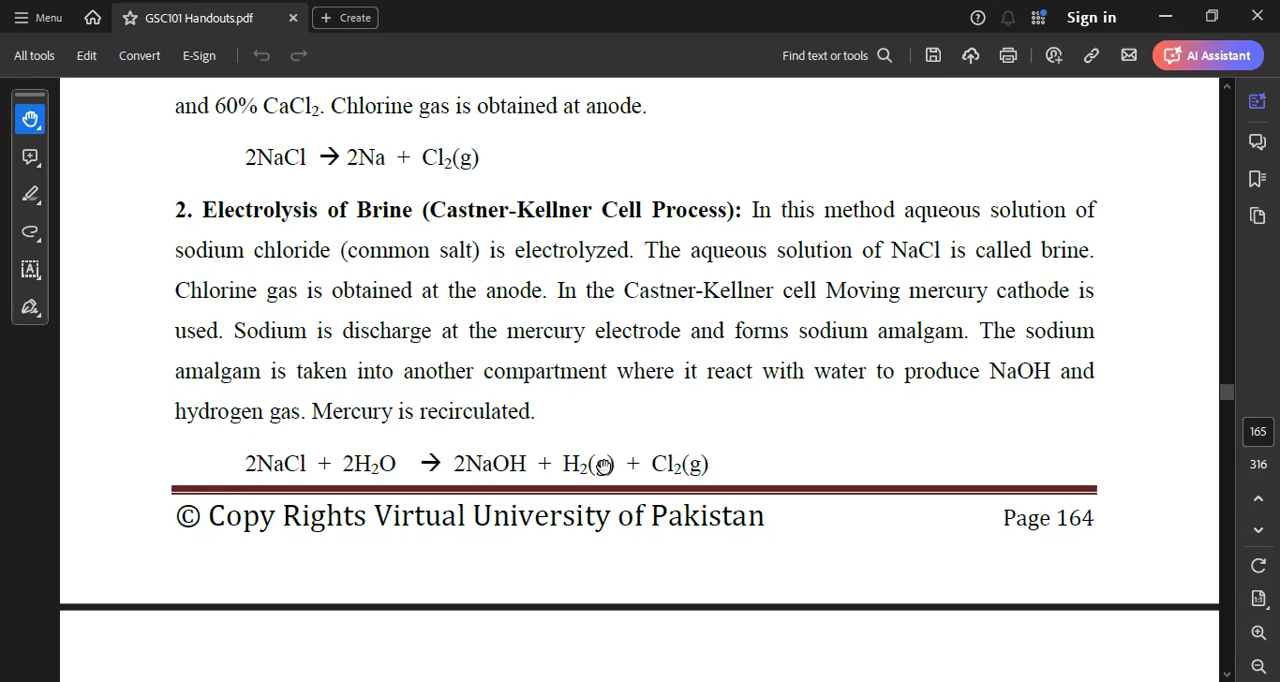 Menu
GSC101 Handouts.pdf
Create
Sign in
All tools
Edit
Convert
E-Sign
Find text or tools
AI Assistant
and 60% CaCl₂. Chlorine gas is obtained at anode.
2NaCl → 2Na + Cl₂(g)
2. Electrolysis of Brine (Castner-Kellner Cell Process): In this method aqueous solution of
sodium chloride (common salt) is electrolyzed. The aqueous solution of NaCl is called brine.
Chlorine gas is obtained at the anode. In the Castner-Kellner cell Moving mercury cathode is
used. Sodium is discharge at the mercury electrode and forms sodium amalgam. The sodium
amalgam is taken into another compartment where it react with water to produce NaOH and
hydrogen gas. Mercury is recirculated.
2NaCl + 2H₂O → 2NaOH + H₂(g) + Cl₂(g)
© Copy Rights Virtual University of Pakistan
Page 164
165
316